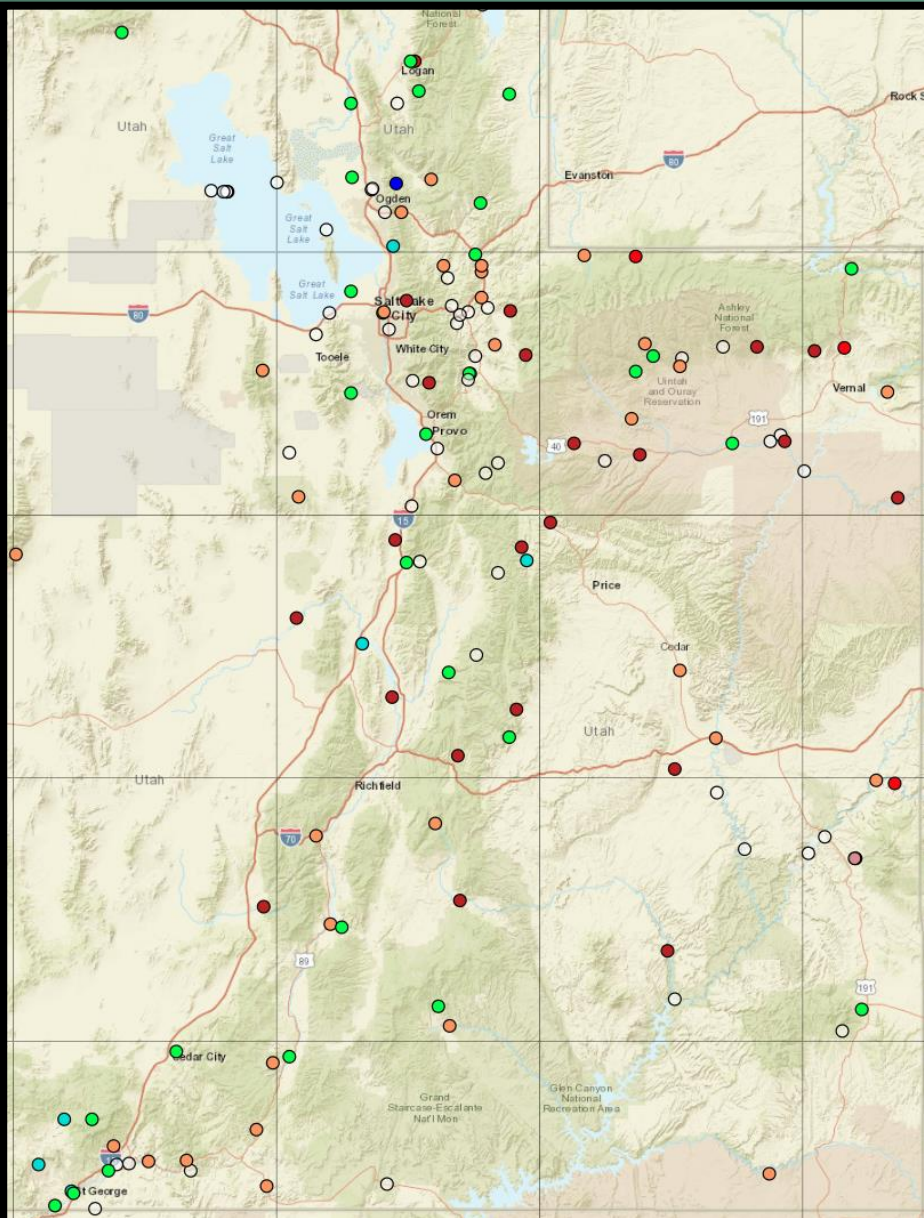 National
Forest
Logan
Rock S
Utah
Utah
Great
Salt
Lake
80
Evanston
Ogden
Great
Salt
Lake
Great
Salt Lake
Salt Lake
City
80
Ashley
National
Forest
White City
Tooele
Uintah
and Ouray
Reservation
Vernal
Orem
Provo
191
40
15
Price
Cedar
Utah
Utah
Richfield
70
89
191
Cedar City
Grand
Staircase-Escalante
Nat'l Mon
Glen Canyon
National
Recreation Area
t George